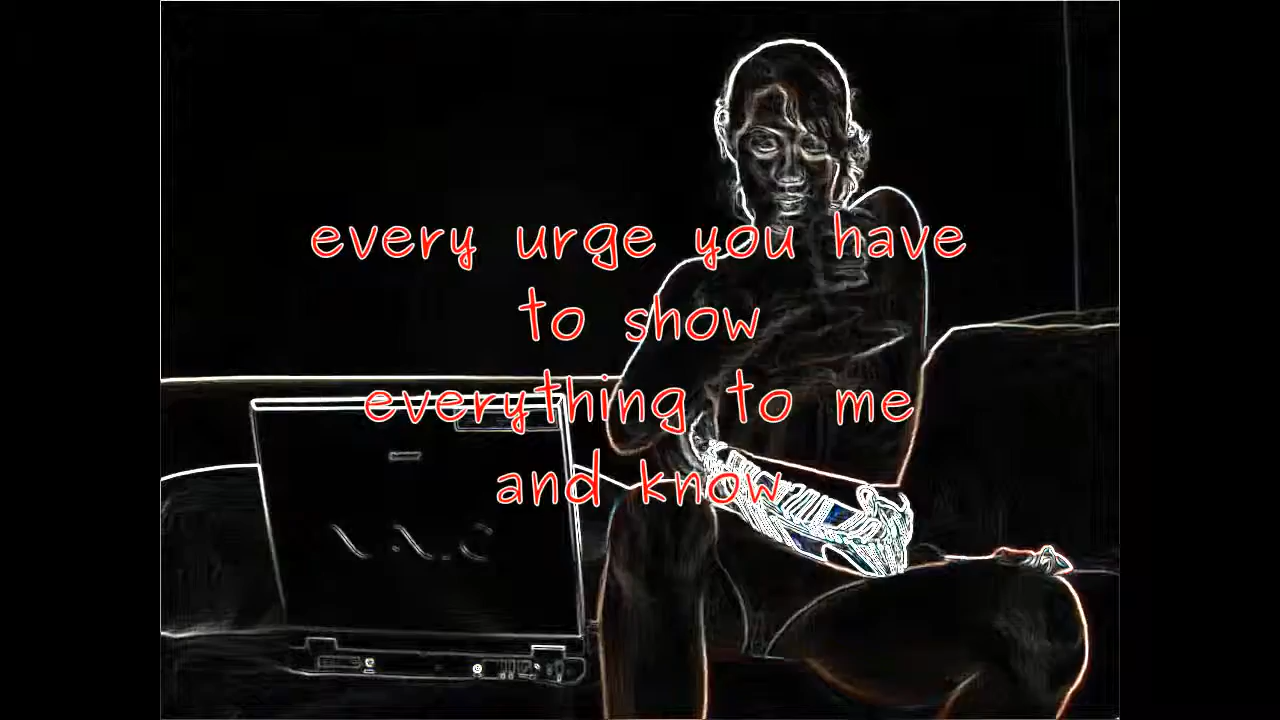 every urge you have
to show
everything to me
and know